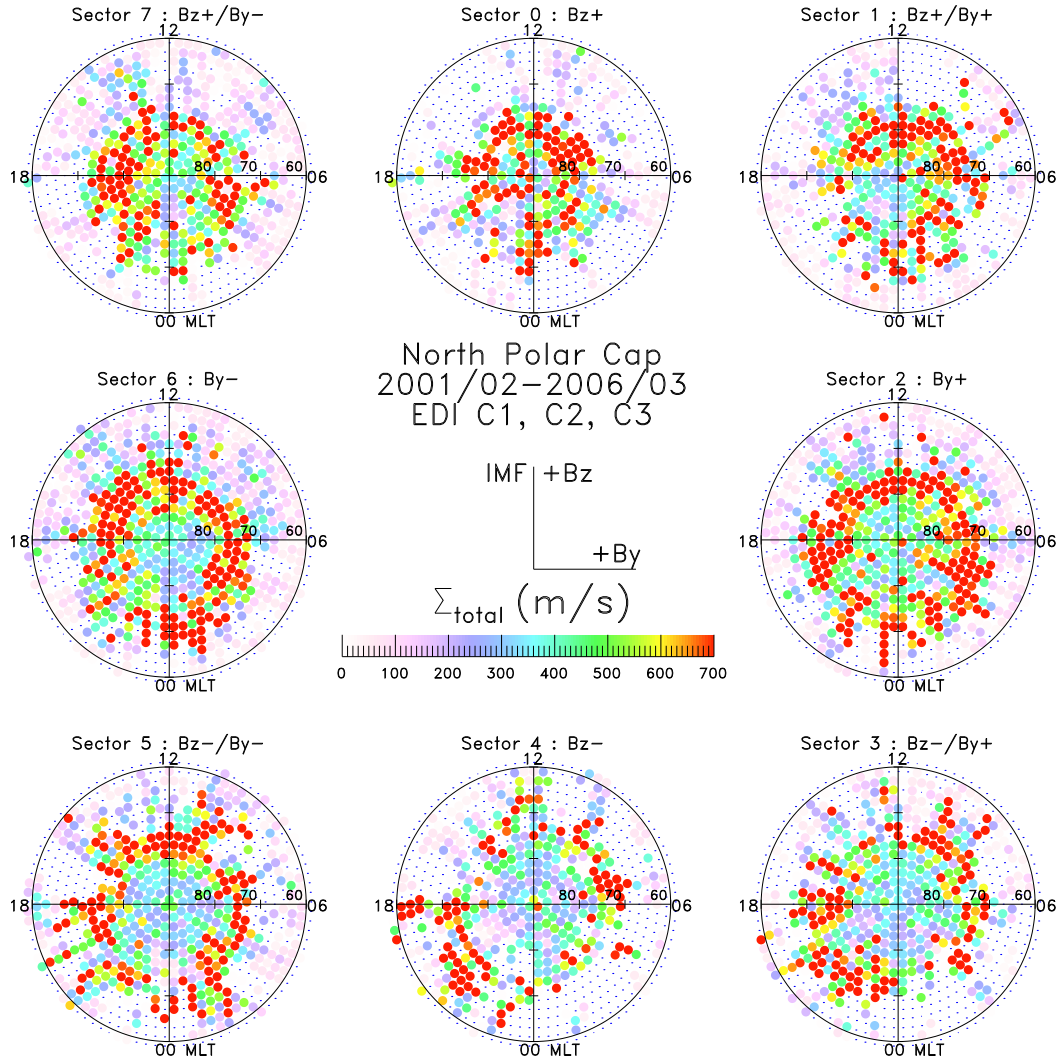 Sector 7 : Bz+/By−
12
80 70 60
18
06
00 MLT
Sector 0 : Bz+
12
80 70 60
18
06
00 MLT
Sector 1 : Bz+/By+
12
80 70 60
18
06
00 MLT
North Polar Cap
2001/02−2006/03
EDI C1, C2, C3
Sector 6 : By−
12
80 70 60
18
06
00 MLT
IMF +Bz
+By
Σtotal (m/s)
0 100 200 300 400 500 600 700
Sector 2 : By+
12
80 70 60
18
06
00 MLT
Sector 5 : Bz−/By−
12
80 70 60
18
06
00 MLT
Sector 4 : Bz−
12
80 70 60
18
06
00 MLT
Sector 3 : Bz−/By+
12
80 70 60
18
06
00 MLT